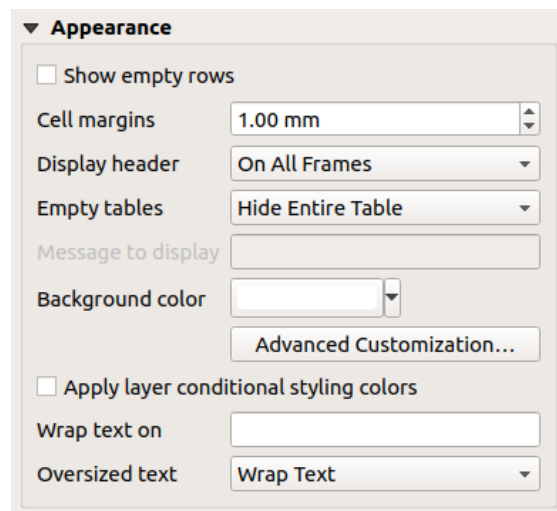 Appearance
Show empty rows
Cell margins 1.00 mm
Display header On All Frames
Empty tables Hide Entire Table
Message to display
Background color
Advanced Customization…
Apply layer conditional styling colors
Wrap text on
Oversized text Wrap Text